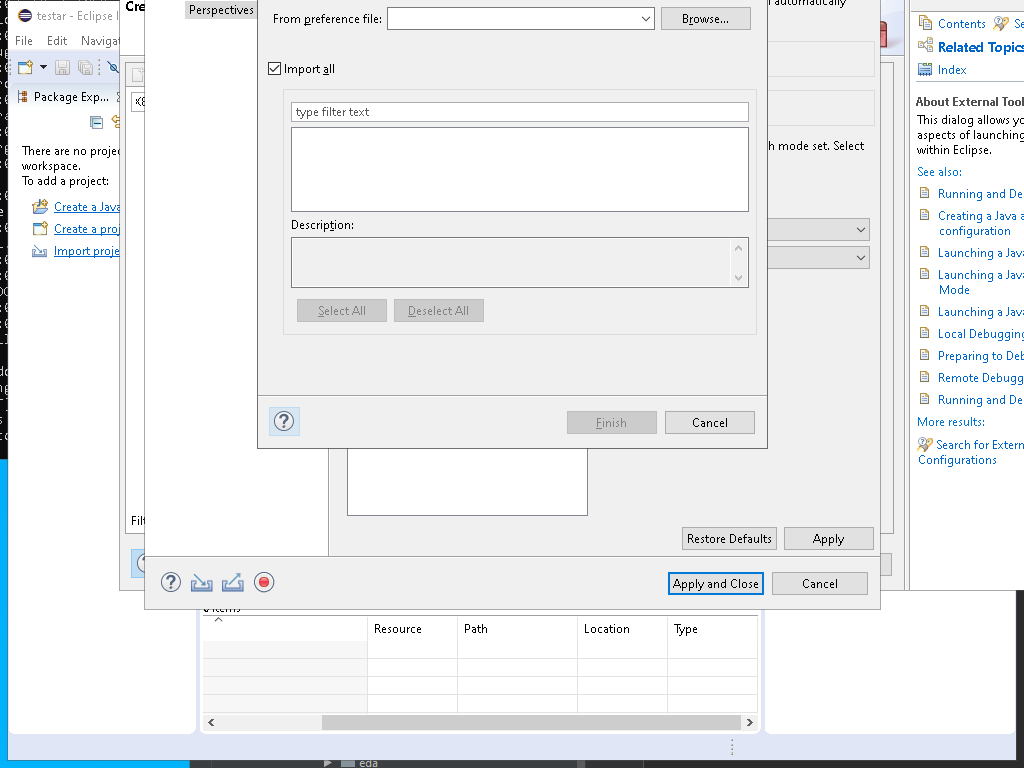 testar - Eclipse I
File Edit Navigat
Package Exp...
There are no proje
workspace.
To add a project:
Create a Java
Create a proj
Import proje
Cre
Filt
Perspectives
From preference file:
Browse...
Import all
type filter text
Description:
Select All
Deselect All
Finish
Cancel
automatically
h mode set. Select
Restore Defaults
Apply
Apply and Close
Cancel
Resource
Path
Location
Type
Contents
Se
Related Topics
Index
About External Tool
This dialog allows yo
aspects of launching
within Eclipse.
See also:
Running and De
Creating a Java a
configuration
Launching a Java
Launching a Java
Mode
Launching a Java
Local Debugging
Preparing to Deb
Remote Debugg
Running and De
More results:
Search for Extern
Configurations
eda